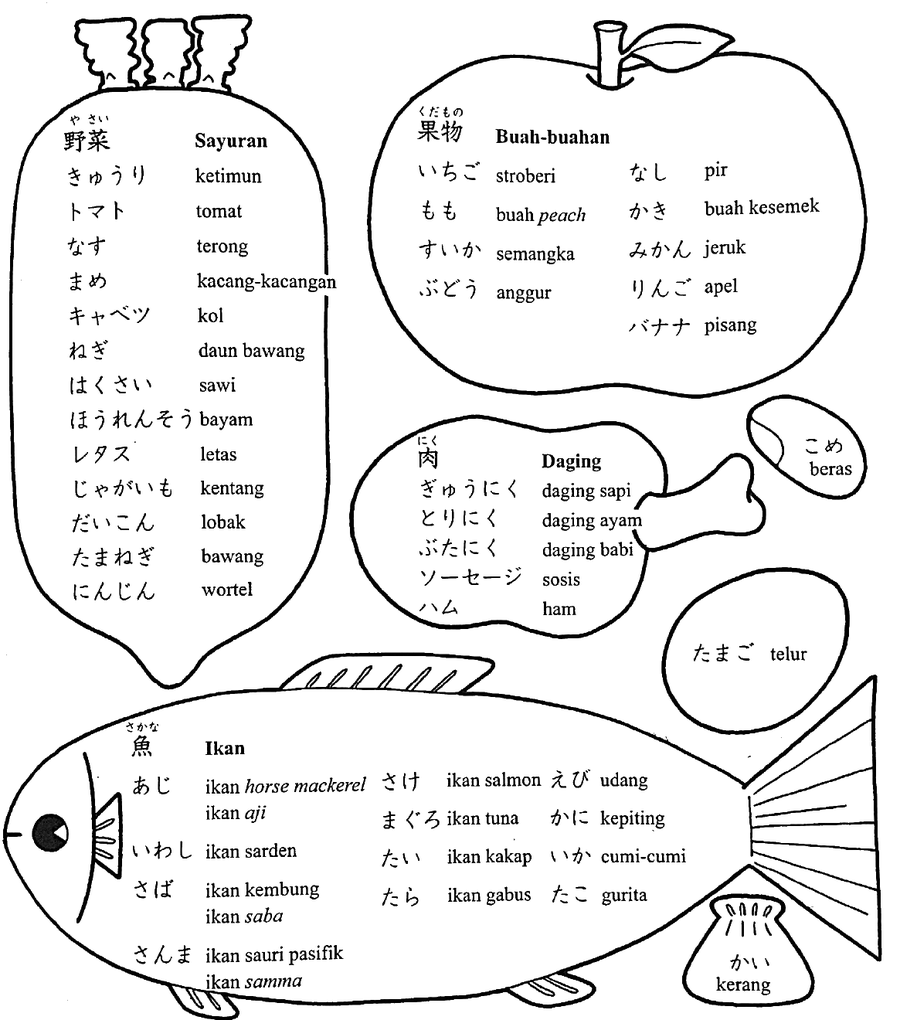 や さい
野菜 Sayuran
きゅうり ketimun
トマト tomat
なす terong
まめ kacang-kacangan
キャベツ kol
ねぎ daun bawang
はくさい sawi
ほうれんそう bayam
レタス letas
じゃがいも kentang
だいこん lobak
たまねぎ bawang
にんじん wortel
くだもの
果物 Buah-buahan
いちご stroberi なし pir
もも buah peach かき buah kesemek
すいか semangka みかん jeruk
ぶどう anggur りんご apel
バナナ pisang
にく
肉 Daging
ぎゅうにく daging sapi
とりにく daging ayam
ぶたにく daging babi
ソーセージ sosis
ハム ham
こめ
beras
たまご telur
さかな
魚 Ikan
あじ ikan horse mackerel さけ ikan salmon えび udang
ikan aji
まぐろ ikan tuna かに kepiting
いわし ikan sarden たい ikan kakap いか cumi-cumi
さば ikan kembung たら ikan gabus たこ gurita
ikan saba
さんま ikan sauri pasifik
ikan samma
かい
kerang